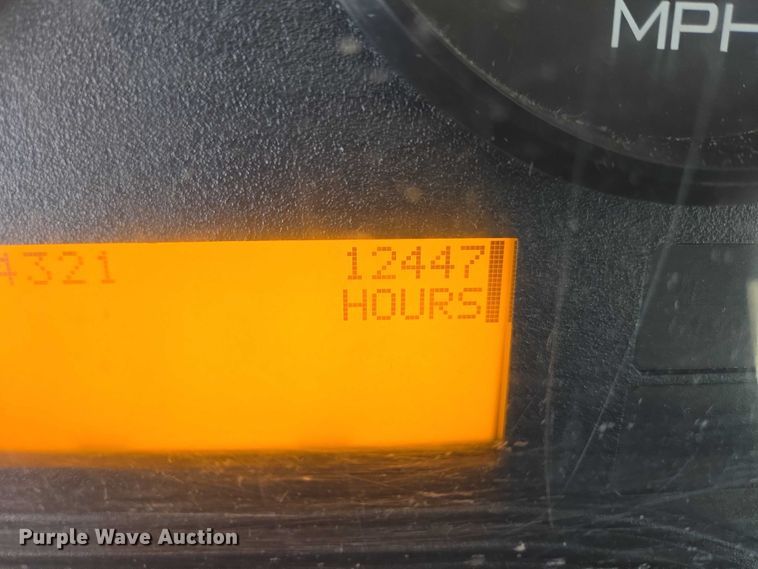 MPH
4321 12447
HOURS
Purple Wave Auction